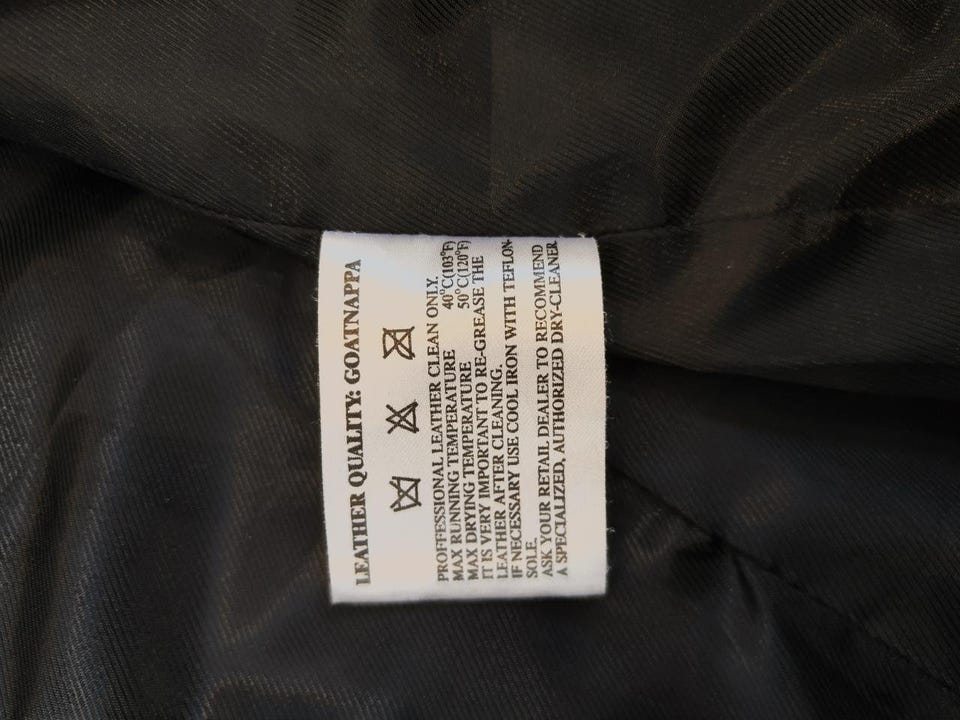 LEATHER QUALITY: GOATNAPPA
PROFFESSIONAL LEATHER CLEAN ONLY.
MAX RUNNING TEMPERATURE 40°C(103°F)
MAX DRYING TEMPERATURE 50°C(120°F)
IT IS VERY IMPORTANT TO RE-GREASE THE
LEATHER AFTER CLEANING.
IF NECESSARY USE COOL IRON WITH TEFLON-
SOLE.
ASK YOUR RETAIL DEALER TO RECOMMEND
A SPECIALIZED, AUTHORIZED DRY-CLEANER